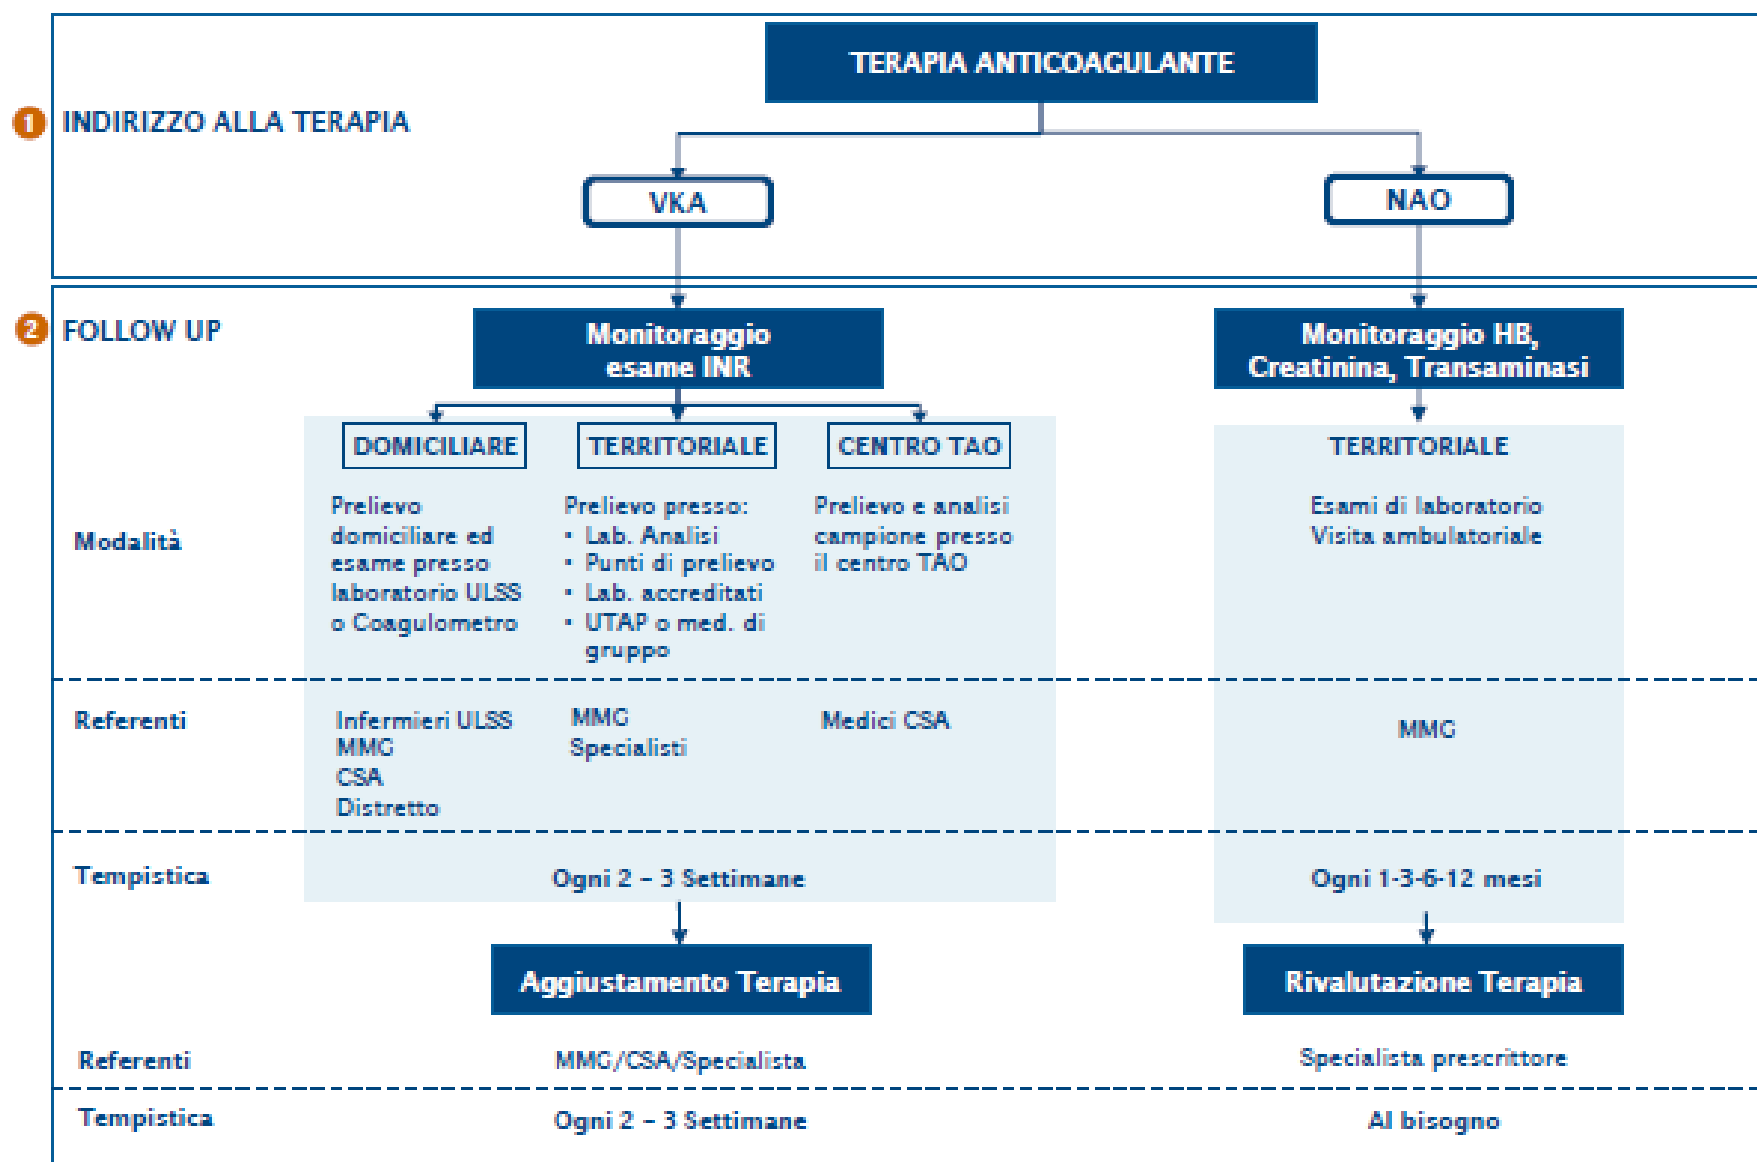 TERAPIA ANTICOAGULANTE
1 INDIRIZZO ALLA TERAPIA
VKA
NAO
2 FOLLOW UP
Monitoraggio
esame INR
Monitoraggio HB,
Creatinina, Transaminasi
DOMICILIARE
TERRITORIALE
CENTRO TAO
TERRITORIALE
Modalità
Prelievo
domiciliare ed
esame presso
laboratorio ULSS
o Coagulometro
Prelievo presso:
• Lab. Analisi
• Punti di prelievo
• Lab. accreditati
• UTAP o med. di
gruppo
Prelievo e analisi
campione presso
il centro TAO
Esami di laboratorio
Visita ambulatoriale
Referenti
Infermieri ULSS
MMG
CSA
Distretto
MMG
Specialisti
Medici CSA
MMG
Tempistica
Ogni 2 – 3 Settimane
Ogni 1-3-6-12 mesi
Aggiustamento Terapia
Rivalutazione Terapia
Referenti
MMG/CSA/Specialista
Specialista prescrittore
Tempistica
Ogni 2 – 3 Settimane
Al bisogno